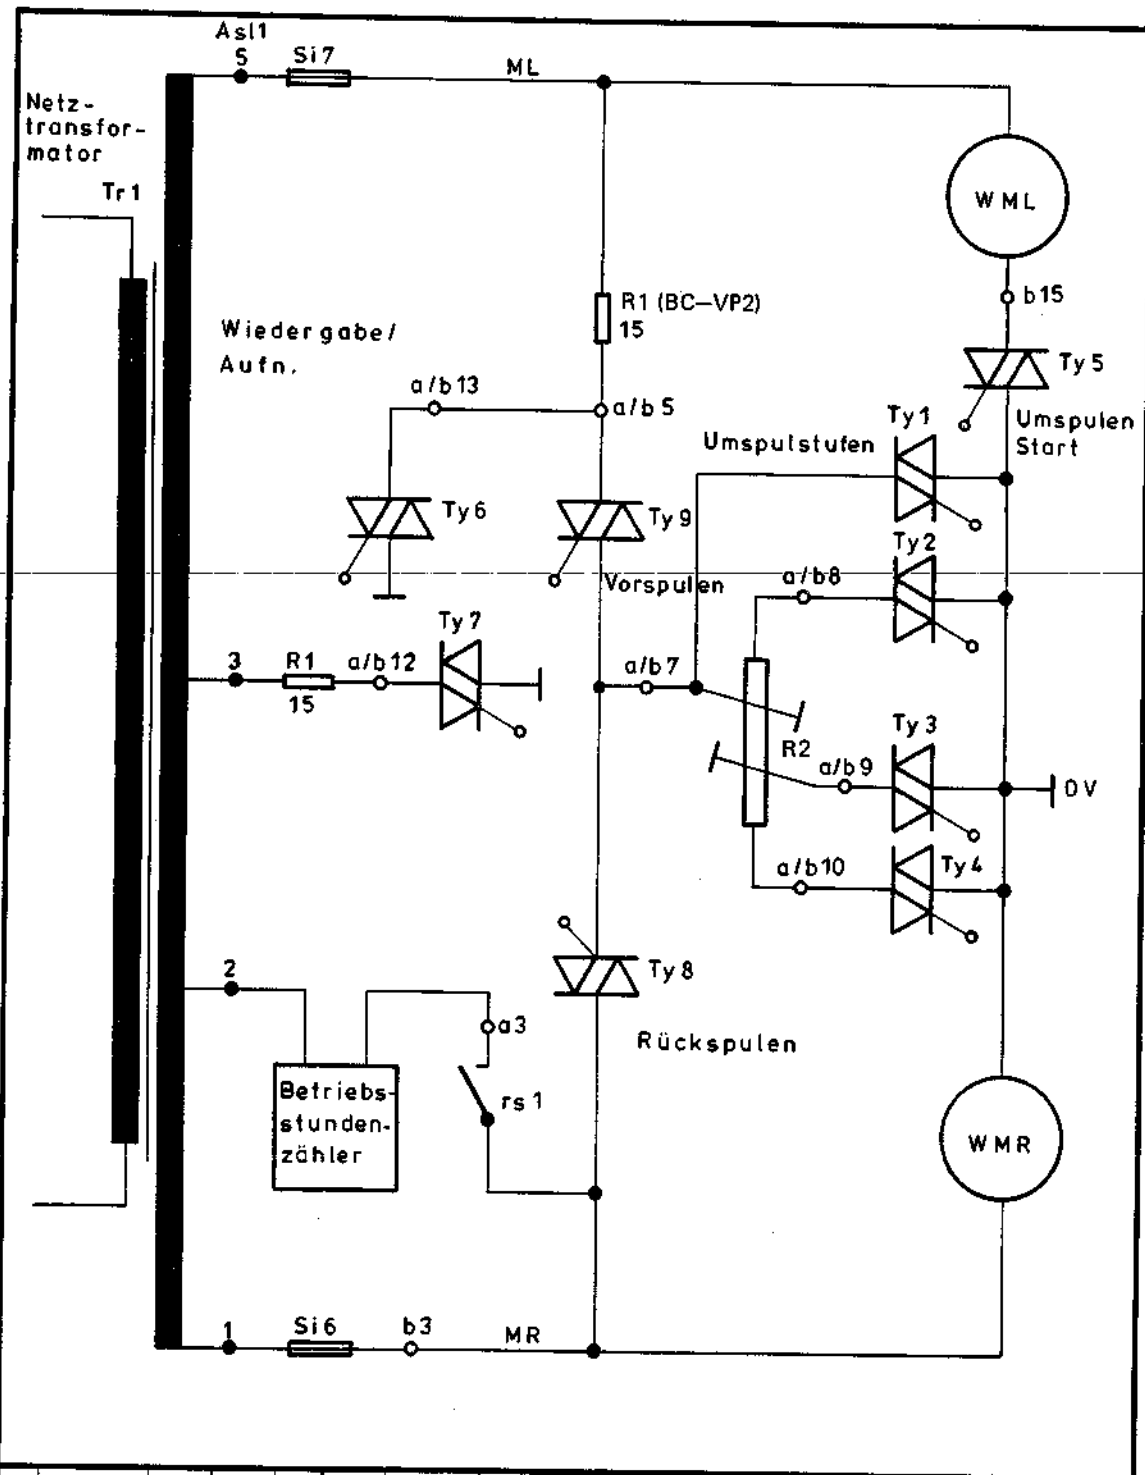 Asl1
5
Si7
ML
Netz-
transfor-
mator
Tr1
WML
b15
R1 (BC-VP2)
15
Wiedergabe/
Aufn.
Ty5
a/b13
a/b5
Ty1
Umspulen
Start
Umspulstufen
Ty6
Ty9
Ty2
Vorspulen
a/b8
Ty7
3
R1
a/b12
15
a/b7
Ty3
R2
a/b9
0V
a/b10
Ty4
2
Ty8
a3
Rückspulen
Betriebs-
stunden-
zähler
rs1
WMR
1
Si6
b3
MR